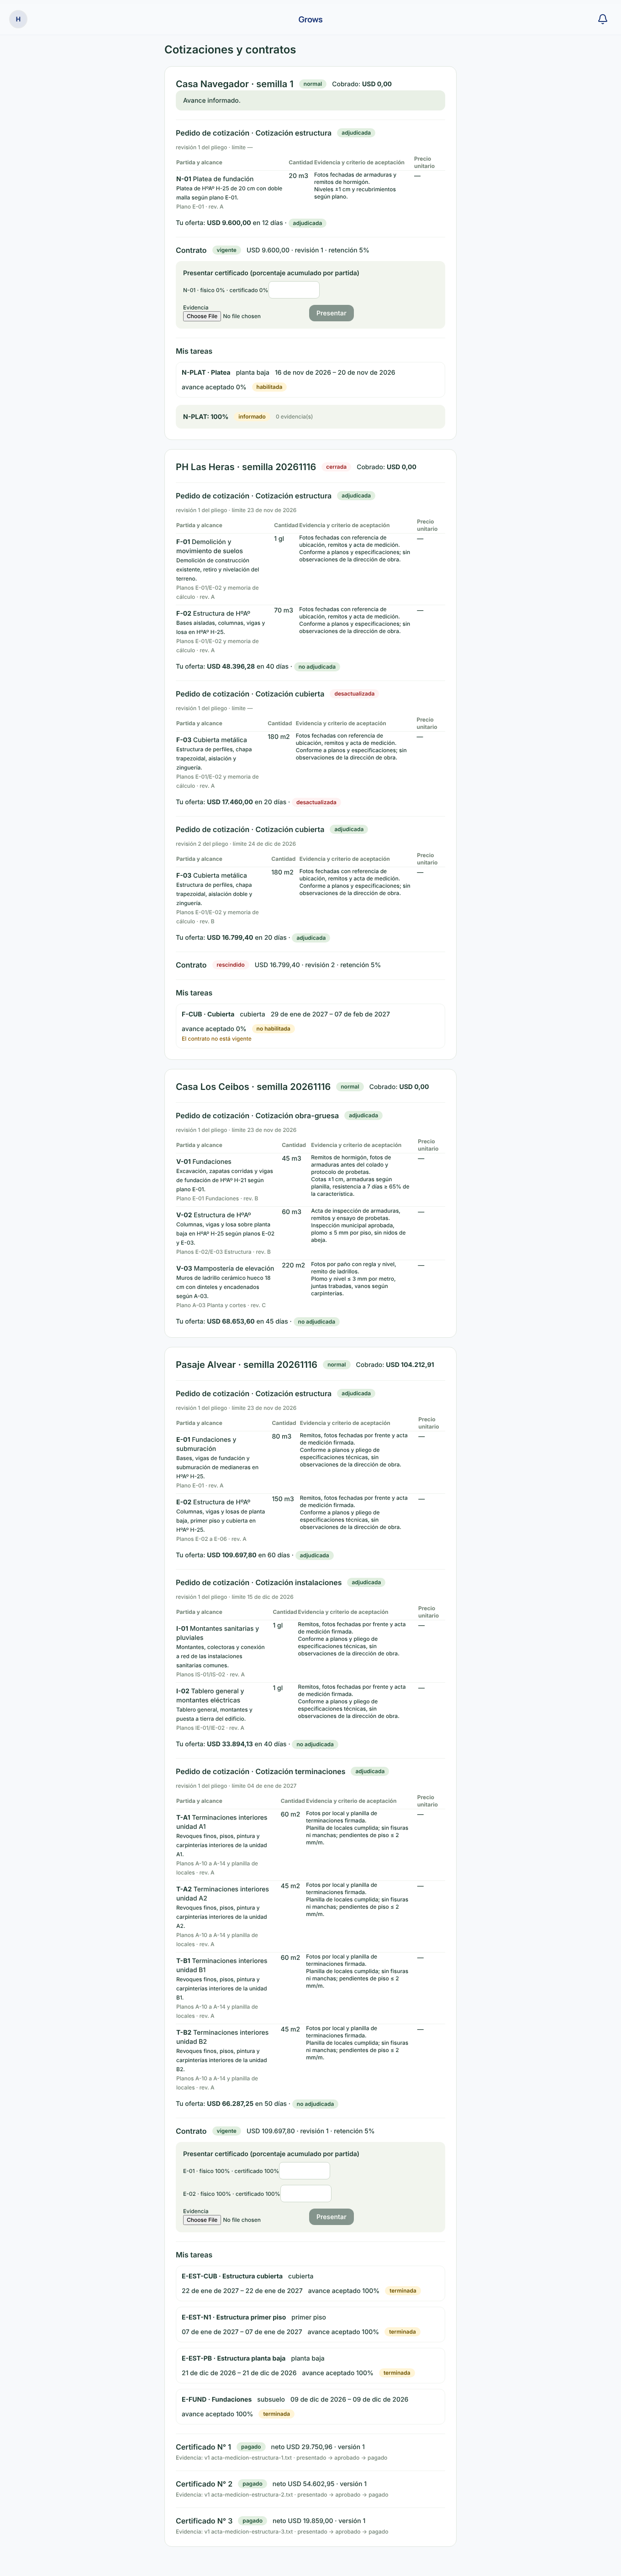 H
Grows
Cotizaciones y contratos
Casa Navegador · semilla 1 normal Cobrado: USD 0,00
Avance informado.
Pedido de cotización · Cotización estructura adjudicada
revisión 1 del pliego · límite —
Partida y alcance Cantidad Evidencia y criterio de aceptación Precio unitario
N-01 Platea de fundación 20 m3 Fotos fechadas de armaduras y —
remitos de hormigón.
Platea de HºAº H-25 de 20 cm con doble Niveles ±1 cm y recubrimientos
malla según plano E-01. según plano.
Plano E-01 · rev. A
Tu oferta: USD 9.600,00 en 12 días · adjudicada
Contrato vigente USD 9.600,00 · revisión 1 · retención 5%
Presentar certificado (porcentaje acumulado por partida)
N-01 · físico 0% · certificado 0%
Evidencia
Choose File No file chosen Presentar
Mis tareas
N-PLAT · Platea planta baja 16 de nov de 2026 – 20 de nov de 2026
avance aceptado 0% habilitada
N-PLAT: 100% informado 0 evidencia(s)
PH Las Heras · semilla 20261116 cerrada Cobrado: USD 0,00
Pedido de cotización · Cotización estructura adjudicada
revisión 1 del pliego · límite 23 de nov de 2026
Partida y alcance Cantidad Evidencia y criterio de aceptación Precio unitario
F-01 Demolición y 1 gl Fotos fechadas con referencia de —
movimiento de suelos ubicación, remitos y acta de medición.
Demolición de construcción Conforme a planos y especificaciones; sin
existente, retiro y nivelación del observaciones de la dirección de obra.
terreno.
Planos E-01/E-02 y memoria de
cálculo · rev. A
F-02 Estructura de HºAº 70 m3 Fotos fechadas con referencia de —
ubicación, remitos y acta de medición.
Bases aisladas, columnas, vigas y Conforme a planos y especificaciones; sin
losa en HºAº H-25. observaciones de la dirección de obra.
Planos E-01/E-02 y memoria de
cálculo · rev. A
Tu oferta: USD 48.396,28 en 40 días · no adjudicada
Pedido de cotización · Cotización cubierta desactualizada
revisión 1 del pliego · límite —
Partida y alcance Cantidad Evidencia y criterio de aceptación Precio unitario
F-03 Cubierta metálica 180 m2 Fotos fechadas con referencia de —
ubicación, remitos y acta de medición.
Estructura de perfiles, chapa Conforme a planos y especificaciones; sin
trapezoidal, aislación y observaciones de la dirección de obra.
zinguería.
Planos E-01/E-02 y memoria de
cálculo · rev. A
Tu oferta: USD 17.460,00 en 20 días · desactualizada
Pedido de cotización · Cotización cubierta adjudicada
revisión 2 del pliego · límite 24 de dic de 2026
Partida y alcance Cantidad Evidencia y criterio de aceptación Precio unitario
F-03 Cubierta metálica 180 m2 Fotos fechadas con referencia de —
ubicación, remitos y acta de medición.
Estructura de perfiles, chapa Conforme a planos y especificaciones; sin
trapezoidal, aislación doble y observaciones de la dirección de obra.
zinguería.
Planos E-01/E-02 y memoria de
cálculo · rev. B
Tu oferta: USD 16.799,40 en 20 días · adjudicada
Contrato rescindido USD 16.799,40 · revisión 2 · retención 5%
Mis tareas
F-CUB · Cubierta cubierta 29 de ene de 2027 – 07 de feb de 2027
avance aceptado 0% no habilitada
El contrato no está vigente
Casa Los Ceibos · semilla 20261116 normal Cobrado: USD 0,00
Pedido de cotización · Cotización obra-gruesa adjudicada
revisión 1 del pliego · límite 23 de nov de 2026
Partida y alcance Cantidad Evidencia y criterio de aceptación Precio unitario
V-01 Fundaciones 45 m3 Remitos de hormigón, fotos de —
armaduras antes del colado y
Excavación, zapatas corridas y vigas protocolo de probetas.
de fundación de HºAº H-21 según Cotas ±1 cm, armaduras según
plano E-01. planilla, resistencia a 7 días ≥ 65% de
Plano E-01 Fundaciones · rev. B la característica.
V-02 Estructura de HºAº 60 m3 Acta de inspección de armaduras, —
remitos y ensayo de probetas.
Columnas, vigas y losa sobre planta Inspección municipal aprobada,
baja en HºAº H-25 según planos E-02 plomo ≤ 5 mm por piso, sin nidos de
y E-03. abeja.
Planos E-02/E-03 Estructura · rev. B
V-03 Mampostería de elevación 220 m2 Fotos por paño con regla y nivel, —
remito de ladrillos.
Muros de ladrillo cerámico hueco 18 Plomo y nivel ≤ 3 mm por metro,
cm con dinteles y encadenados juntas trabadas, vanos según
según A-03. carpinterías.
Plano A-03 Planta y cortes · rev. C
Tu oferta: USD 68.653,60 en 45 días · no adjudicada
Pasaje Alvear · semilla 20261116 normal Cobrado: USD 104.212,91
Pedido de cotización · Cotización estructura adjudicada
revisión 1 del pliego · límite 23 de nov de 2026
Partida y alcance Cantidad Evidencia y criterio de aceptación Precio unitario
E-01 Fundaciones y 80 m3 Remitos, fotos fechadas por frente y acta —
submuración de medición firmada.
Bases, vigas de fundación y Conforme a planos y pliego de
submuración de medianeras en especificaciones técnicas, sin
HºAº H-25. observaciones de la dirección de obra.
Plano E-01 · rev. A
E-02 Estructura de HºAº 150 m3 Remitos, fotos fechadas por frente y acta —
de medición firmada.
Columnas, vigas y losas de planta Conforme a planos y pliego de
baja, primer piso y cubierta en especificaciones técnicas, sin
HºAº H-25. observaciones de la dirección de obra.
Planos E-02 a E-06 · rev. A
Tu oferta: USD 109.697,80 en 60 días · adjudicada
Pedido de cotización · Cotización instalaciones adjudicada
revisión 1 del pliego · límite 15 de dic de 2026
Partida y alcance Cantidad Evidencia y criterio de aceptación Precio unitario
I-01 Montantes sanitarias y 1 gl Remitos, fotos fechadas por frente y acta —
pluviales de medición firmada.
Montantes, colectoras y conexión Conforme a planos y pliego de
a red de las instalaciones especificaciones técnicas, sin
sanitarias comunes. observaciones de la dirección de obra.
Planos IS-01/IS-02 · rev. A
I-02 Tablero general y 1 gl Remitos, fotos fechadas por frente y acta —
montantes eléctricas de medición firmada.
Tablero general, montantes y Conforme a planos y pliego de
puesta a tierra del edificio. especificaciones técnicas, sin
Planos IE-01/IE-02 · rev. A observaciones de la dirección de obra.
Tu oferta: USD 33.894,13 en 40 días · no adjudicada
Pedido de cotización · Cotización terminaciones adjudicada
revisión 1 del pliego · límite 04 de ene de 2027
Partida y alcance Cantidad Evidencia y criterio de aceptación Precio unitario
T-A1 Terminaciones interiores 60 m2 Fotos por local y planilla de —
unidad A1 terminaciones firmada.
Revoques finos, pisos, pintura y Planilla de locales cumplida; sin fisuras
carpinterías interiores de la unidad ni manchas; pendientes de piso ≤ 2
A1. mm/m.
Planos A-10 a A-14 y planilla de
locales · rev. A
T-A2 Terminaciones interiores 45 m2 Fotos por local y planilla de —
unidad A2 terminaciones firmada.
Revoques finos, pisos, pintura y Planilla de locales cumplida; sin fisuras
carpinterías interiores de la unidad ni manchas; pendientes de piso ≤ 2
A2. mm/m.
Planos A-10 a A-14 y planilla de
locales · rev. A
T-B1 Terminaciones interiores 60 m2 Fotos por local y planilla de —
unidad B1 terminaciones firmada.
Revoques finos, pisos, pintura y Planilla de locales cumplida; sin fisuras
carpinterías interiores de la unidad ni manchas; pendientes de piso ≤ 2
B1. mm/m.
Planos A-10 a A-14 y planilla de
locales · rev. A
T-B2 Terminaciones interiores 45 m2 Fotos por local y planilla de —
unidad B2 terminaciones firmada.
Revoques finos, pisos, pintura y Planilla de locales cumplida; sin fisuras
carpinterías interiores de la unidad ni manchas; pendientes de piso ≤ 2
B2. mm/m.
Planos A-10 a A-14 y planilla de
locales · rev. A
Tu oferta: USD 66.287,25 en 50 días · no adjudicada
Contrato vigente USD 109.697,80 · revisión 1 · retención 5%
Presentar certificado (porcentaje acumulado por partida)
E-01 · físico 100% · certificado 100%
E-02 · físico 100% · certificado 100%
Evidencia
Choose File No file chosen Presentar
Mis tareas
E-EST-CUB · Estructura cubierta cubierta
22 de ene de 2027 – 22 de ene de 2027 avance aceptado 100% terminada
E-EST-N1 · Estructura primer piso primer piso
07 de ene de 2027 – 07 de ene de 2027 avance aceptado 100% terminada
E-EST-PB · Estructura planta baja planta baja
21 de dic de 2026 – 21 de dic de 2026 avance aceptado 100% terminada
E-FUND · Fundaciones subsuelo 09 de dic de 2026 – 09 de dic de 2026
avance aceptado 100% terminada
Certificado N° 1 pagado neto USD 29.750,96 · versión 1
Evidencia: v1 acta-medicion-estructura-1.txt · presentado → aprobado → pagado
Certificado N° 2 pagado neto USD 54.602,95 · versión 1
Evidencia: v1 acta-medicion-estructura-2.txt · presentado → aprobado → pagado
Certificado N° 3 pagado neto USD 19.859,00 · versión 1
Evidencia: v1 acta-medicion-estructura-3.txt · presentado → aprobado → pagado